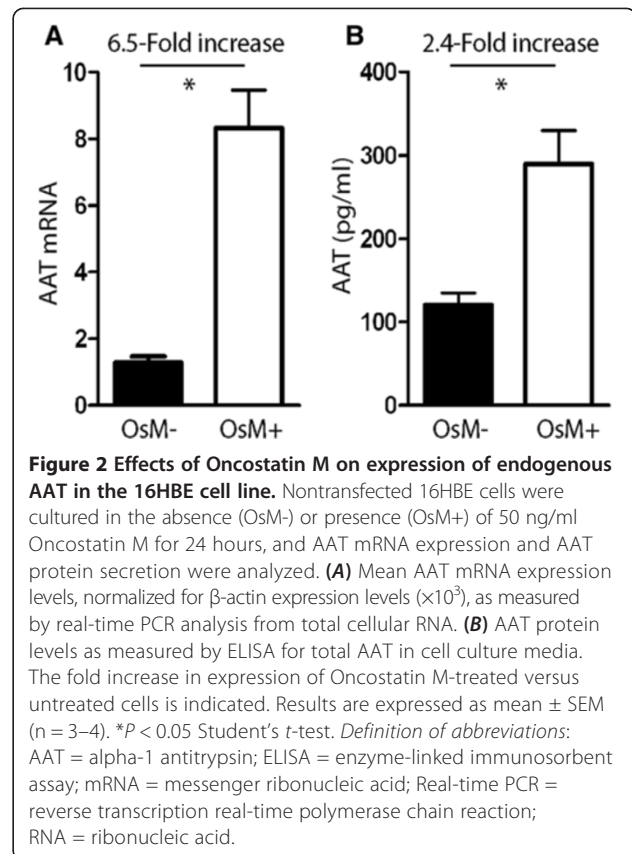 A
6.5-Fold increase
*
10
8
6
4
2
0
AAT mRNA
OsM-
OsM+
B
2.4-Fold increase
*
400
300
200
100
0
AAT (pg/ml)
OsM-
OsM+
Figure 2 Effects of Oncostatin M on expression of endogenous
AAT in the 16HBE cell line. Nontransfected 16HBE cells were
cultured in the absence (OsM-) or presence (OsM+) of 50 ng/ml
Oncostatin M for 24 hours, and AAT mRNA expression and AAT
protein secretion were analyzed. (A) Mean AAT mRNA expression
levels, normalized for β-actin expression levels (×10³), as measured
by real-time PCR analysis from total cellular RNA. (B) AAT protein
levels as measured by ELISA for total AAT in cell culture media.
The fold increase in expression of Oncostatin M-treated versus
untreated cells is indicated. Results are expressed as mean ± SEM
(n = 3–4). *P < 0.05 Student's t-test. Definition of abbreviations:
AAT = alpha-1 antitrypsin; ELISA = enzyme-linked immunosorbent
assay; mRNA = messenger ribonucleic acid; Real-time PCR =
reverse transcription real-time polymerase chain reaction;
RNA = ribonucleic acid.